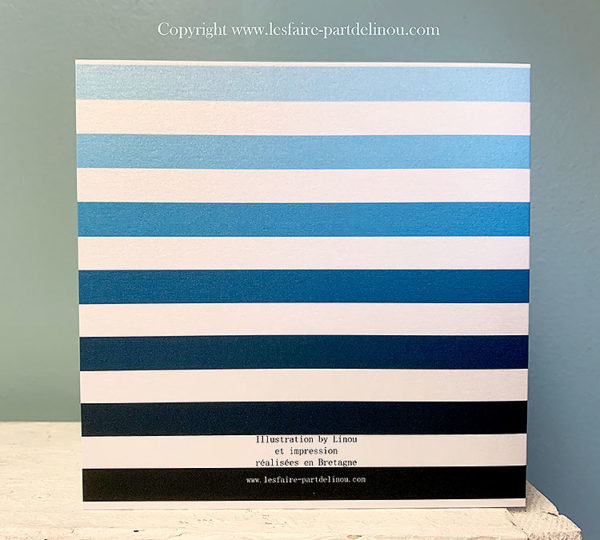 Copyright www.lesfaire-partdelinou.com
Illustration by Linou
et impression
réalisées en Bretagne
www.lesfaire-partdelinou.com